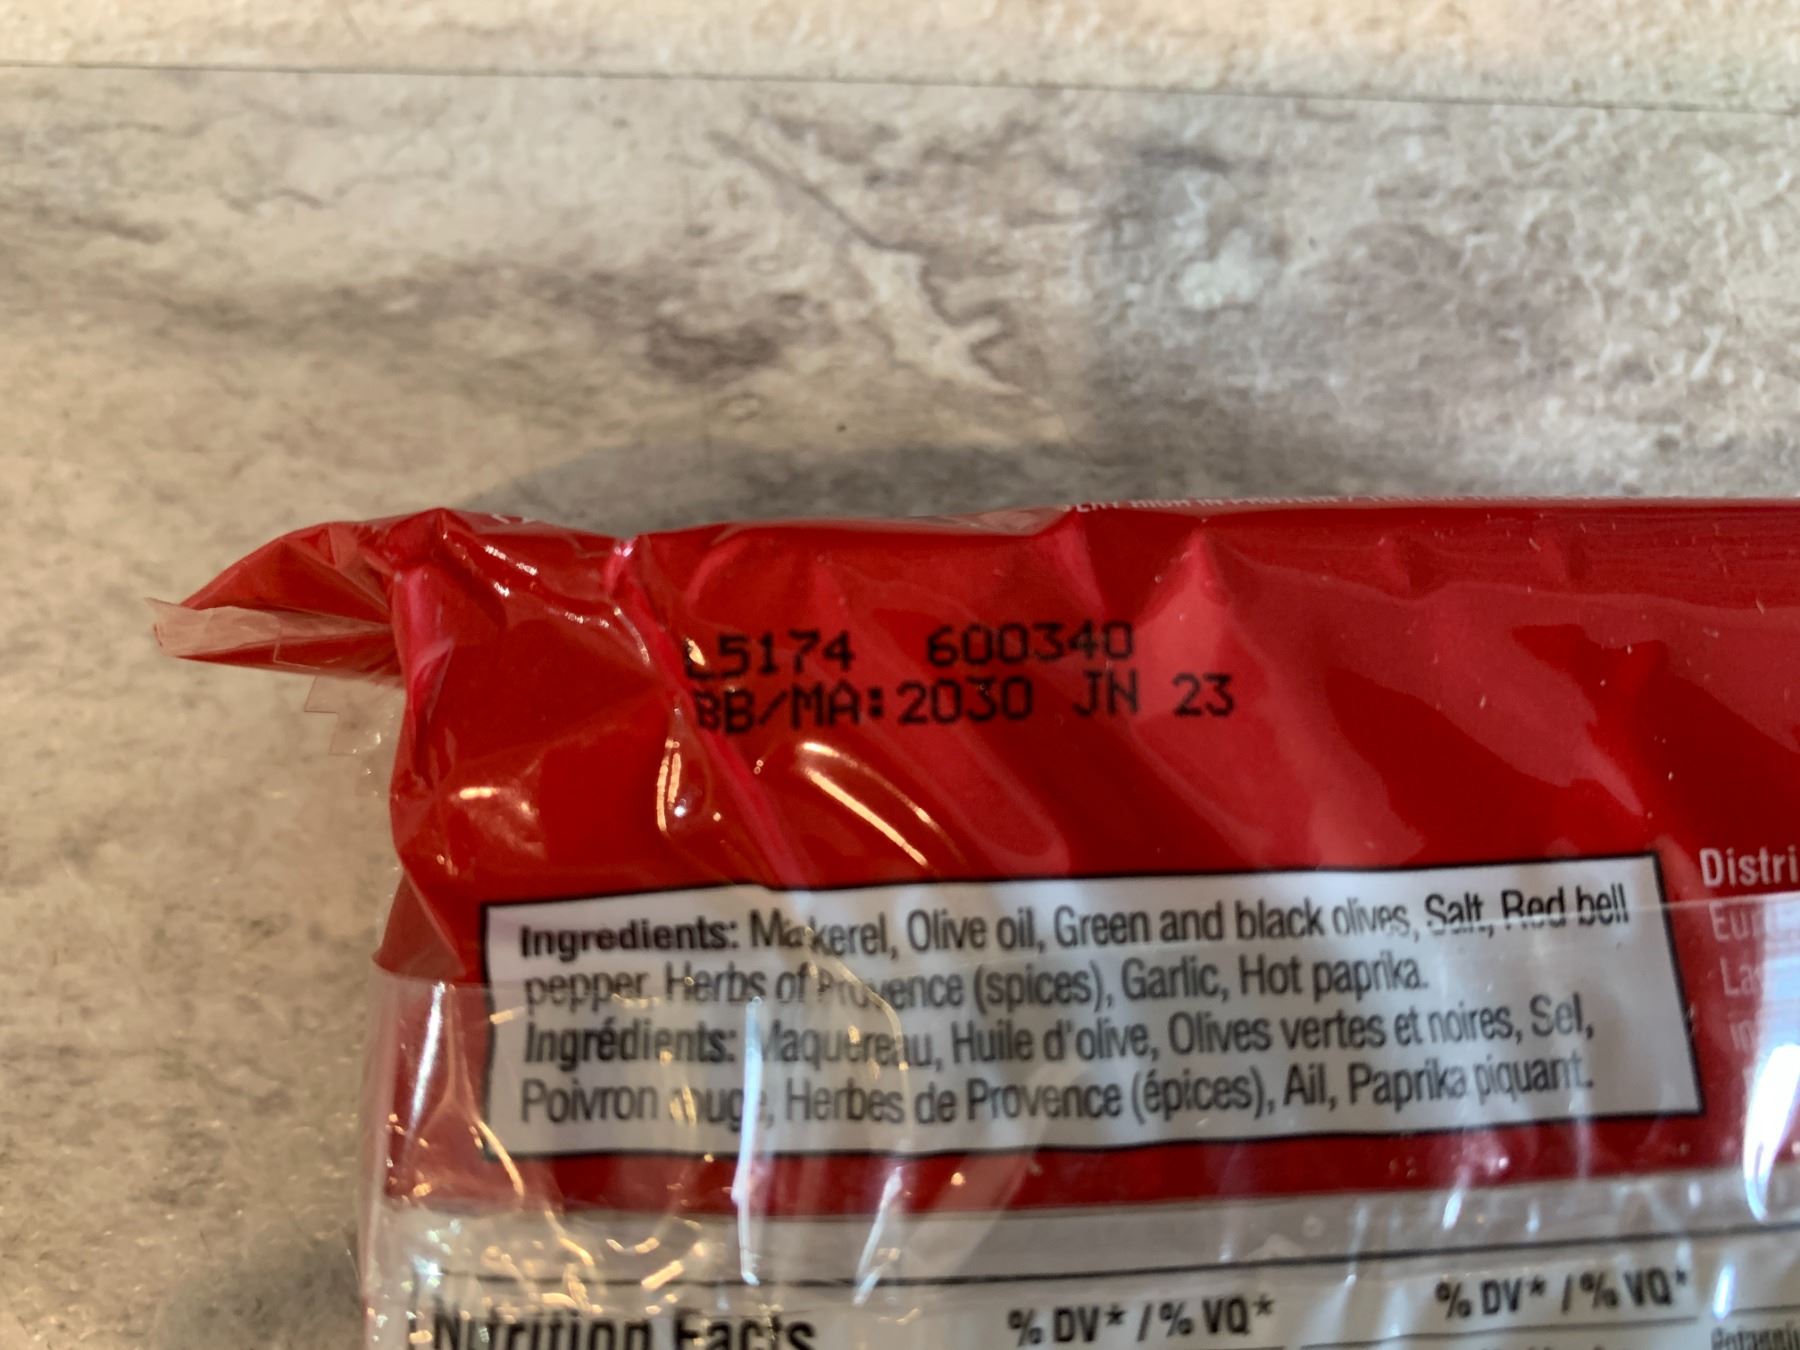 L5174 600340
BB/MA:2030 JN 23
Distri
Ingredients: Mackerel, Olive oil, Green and black olives, Salt, Red bell
pepper, Herbs of Provence (spices), Garlic, Hot paprika.
Ingrédients: Maquereau, Huile d'olive, Olives vertes et noires, Sel,
Poivron rouge, Herbes de Provence (épices), Ail, Paprika piquant.
Nutrition Facts
% DV* / % VQ*
% DV* / % VQ*